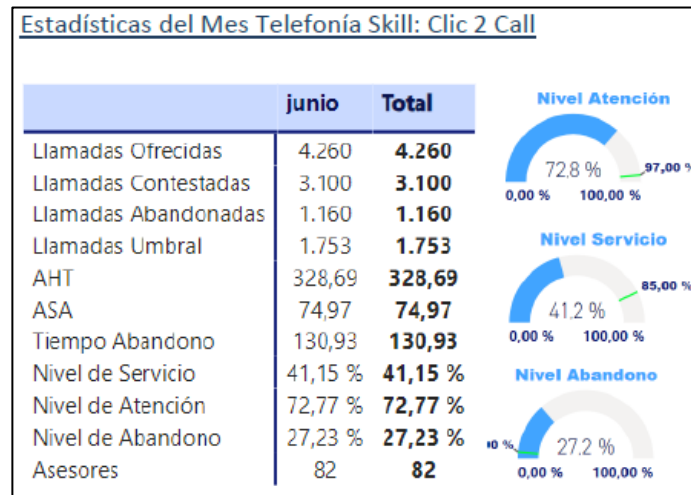 Estadísticas del Mes Telefonía Skill: Clic 2 Call
junio Total
Llamadas Ofrecidas 4.260 4.260
Llamadas Contestadas 3.100 3.100
Llamadas Abandonadas 1.160 1.160
Llamadas Umbral 1.753 1.753
AHT 328,69 328,69
ASA 74,97 74,97
Tiempo Abandono 130,93 130,93
Nivel de Servicio 41,15 % 41,15 %
Nivel de Atención 72,77 % 72,77 %
Nivel de Abandono 27,23 % 27,23 %
Asesores 82 82
Nivel Atención
72.8 %
97,00 %
0,00 % 100,00 %
Nivel Servicio
85,00 %
41.2 %
0,00 % 100,00 %
Nivel Abandono
27.2 %
0,00 % 100,00 %